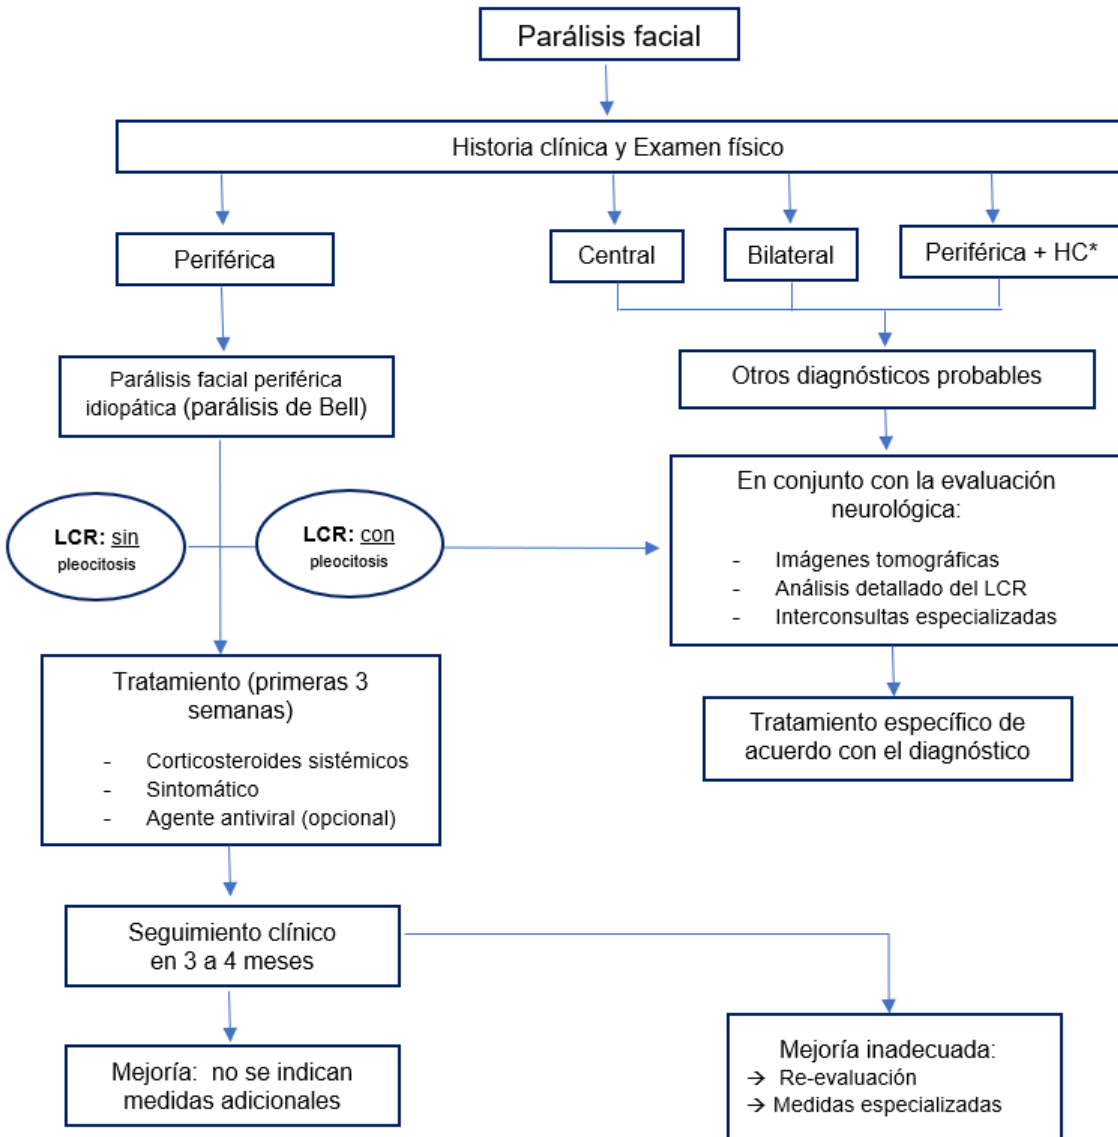 Parálisis facial
Historia clínica y Examen físico
Periférica
Central
Bilateral
Periférica + HC*
Parálisis facial periférica
idiopática (parálisis de Bell)
Otros diagnósticos probables
LCR: sin
pleocitosis
LCR: con
pleocitosis
En conjunto con la evaluación
neurológica:
- Imágenes tomográficas
- Análisis detallado del LCR
- Interconsultas especializadas
Tratamiento (primeras 3
semanas)
- Corticosteroides sistémicos
- Sintomático
- Agente antiviral (opcional)
Tratamiento específico de
acuerdo con el diagnóstico
Seguimiento clínico
en 3 a 4 meses
Mejoría: no se indican
medidas adicionales
Mejoría inadecuada:
→ Re-evaluación
→ Medidas especializadas